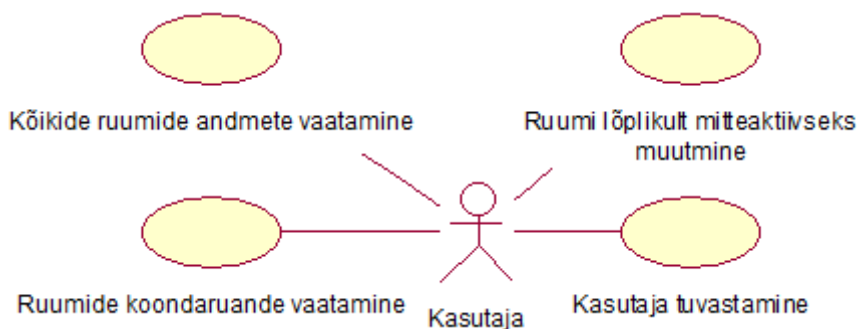 Kõikide ruumide andmete vaatamine
Ruumi lõplikult mitteaktiivseks
muutmine
Ruumide koondaruande vaatamine
Kasutaja
Kasutaja tuvastamine